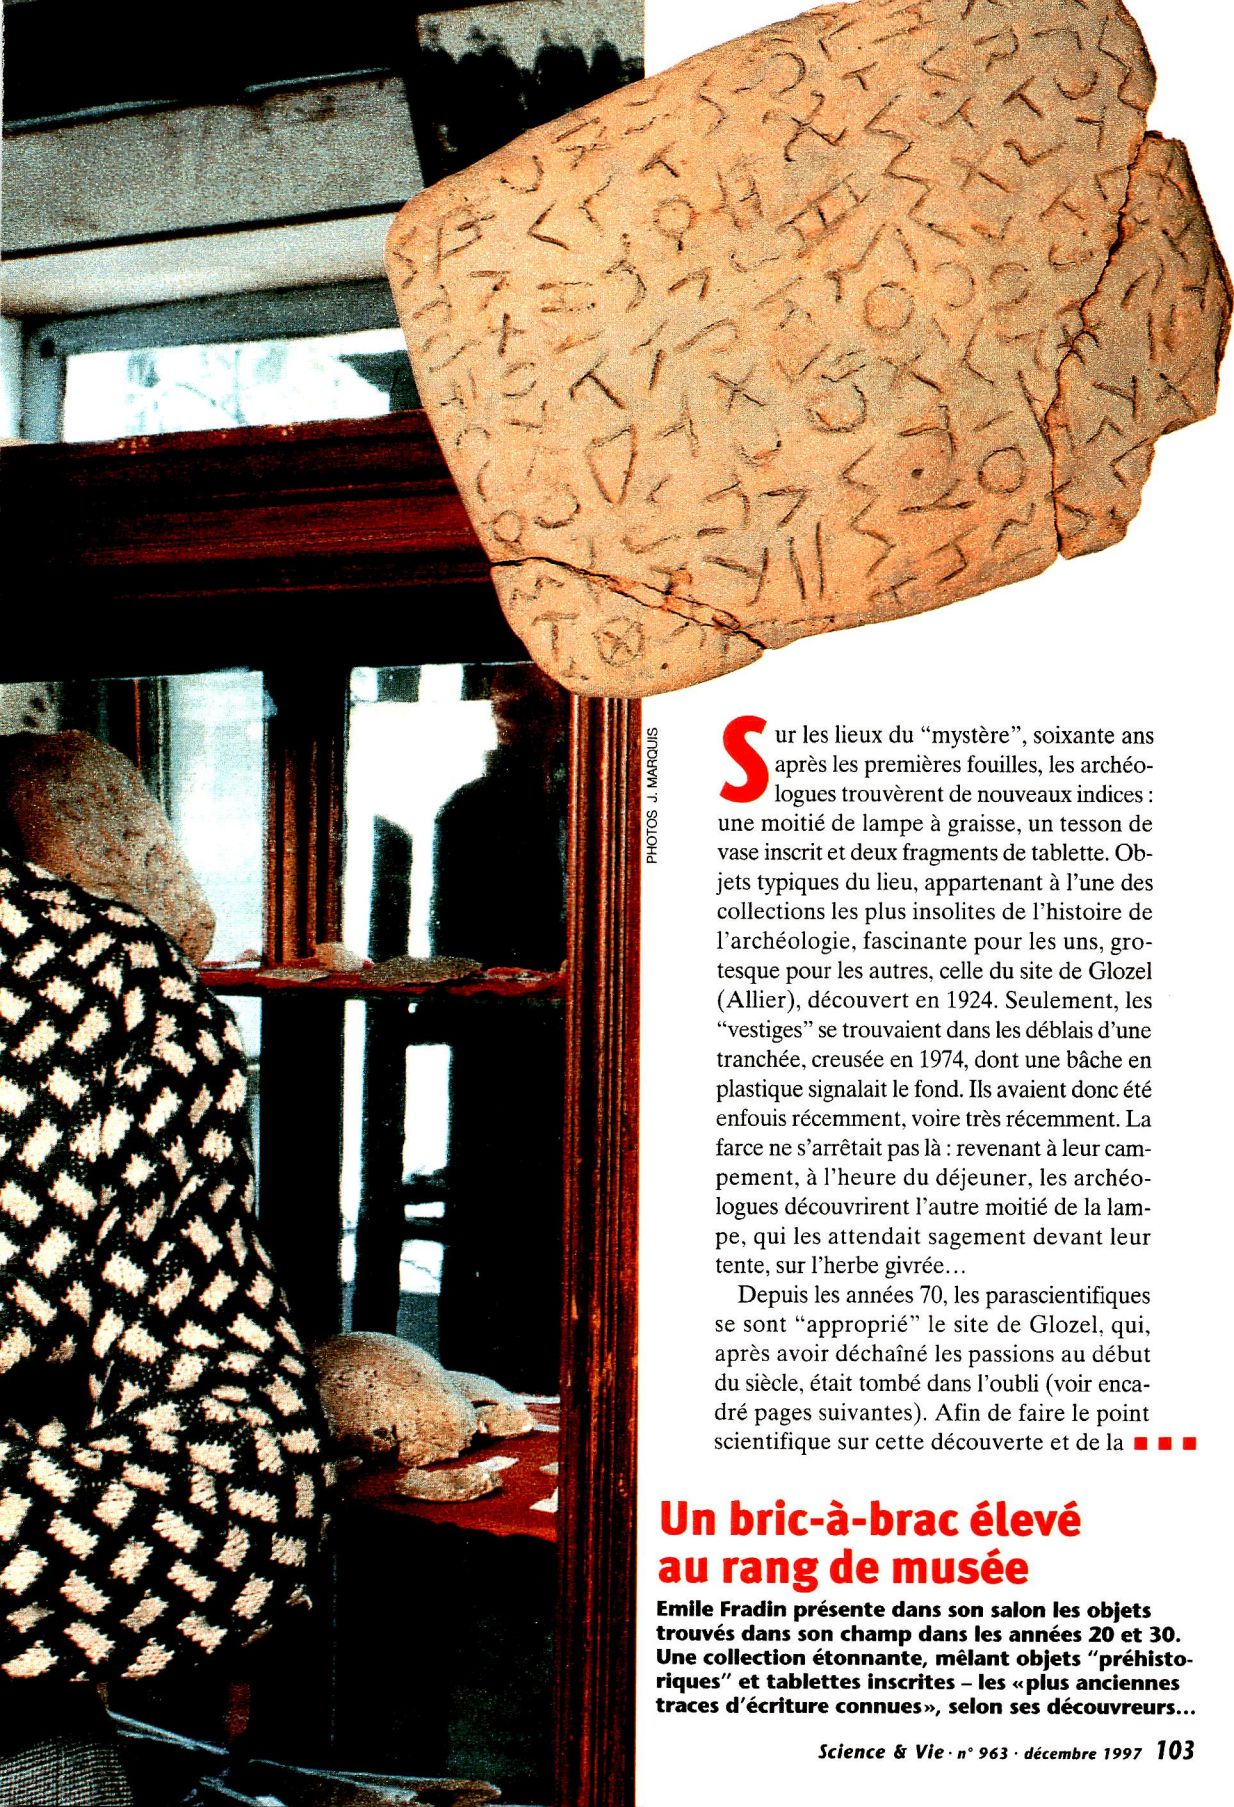 PHOTOS J. MARQUIS
Sur les lieux du “mystère”, soixante ans
après les premières fouilles, les archéo-
logues trouvèrent de nouveaux indices :
une moitié de lampe à graisse, un tesson de
vase inscrit et deux fragments de tablette. Ob-
jets typiques du lieu, appartenant à l’une des
collections les plus insolites de l’histoire de
l’archéologie, fascinante pour les uns, gro-
tesque pour les autres, celle du site de Glozel
(Allier), découvert en 1924. Seulement, les
“vestiges” se trouvaient dans les déblais d’une
tranchée, creusée en 1974, dont une bâche en
plastique signalait le fond. Ils avaient donc été
enfouis récemment, voire très récemment. La
farce ne s’arrêtait pas là : revenant à leur cam-
pement, à l’heure du déjeuner, les archéo-
logues découvrirent l’autre moitié de la lam-
pe, qui les attendait sagement devant leur
tente, sur l’herbe givrée...
Depuis les années 70, les parascientifiques
se sont “approprié” le site de Glozel, qui,
après avoir déchaîné les passions au début
du siècle, était tombé dans l’oubli (voir enca-
dré pages suivantes). Afin de faire le point
scientifique sur cette découverte et de la ■ ■ ■
Un bric-à-brac élevé
au rang de musée
Emile Fradin présente dans son salon les objets
trouvés dans son champ dans les années 20 et 30.
Une collection étonnante, mêlant objets “préhisto-
riques” et tablettes inscrites – les «plus anciennes
traces d’écriture connues», selon ses découvreurs...
Science & Vie · n° 963 · décembre 1997 103